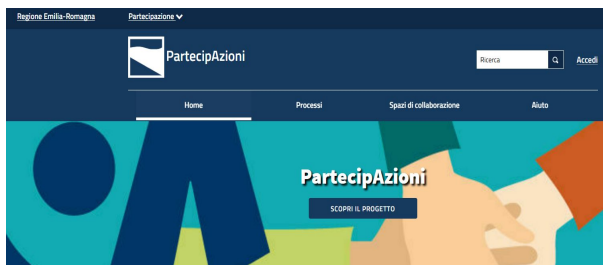 Regione Emilia-Romagna Partecipazione
PartecipAzioni
Ricerca Accedi
Home Processi Spazi di collaborazione Aiuto
PartecipAzioni
SCOPRI IL PROGETTO